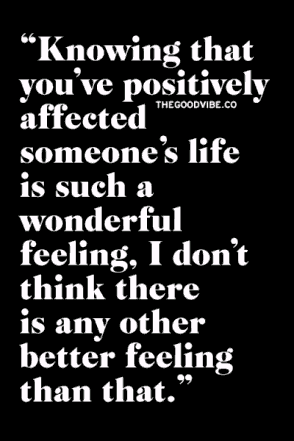 “Knowing that
you’ve positively
THEGOODVIBE.CO
affected
someone’s life
is such a
wonderful
feeling, I don’t
think there
is any other
better feeling
than that.”